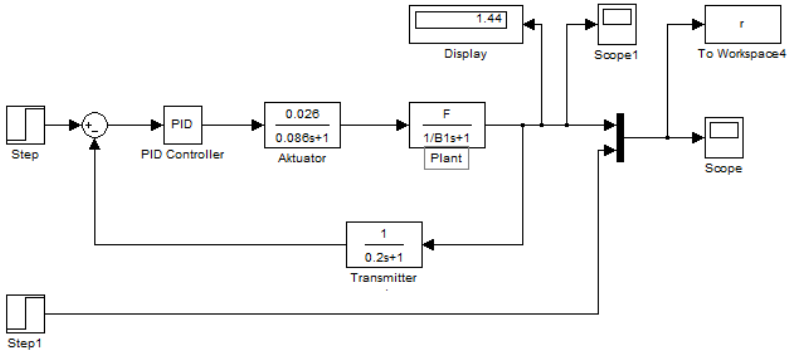 1.44
Display
Scope1
r
To Workspace4
Step
+
−
PID
PID Controller
0.026
0.086s+1
Aktuator
F
1/B1s+1
Plant
Scope
1
0.2s+1
Transmitter
Step1